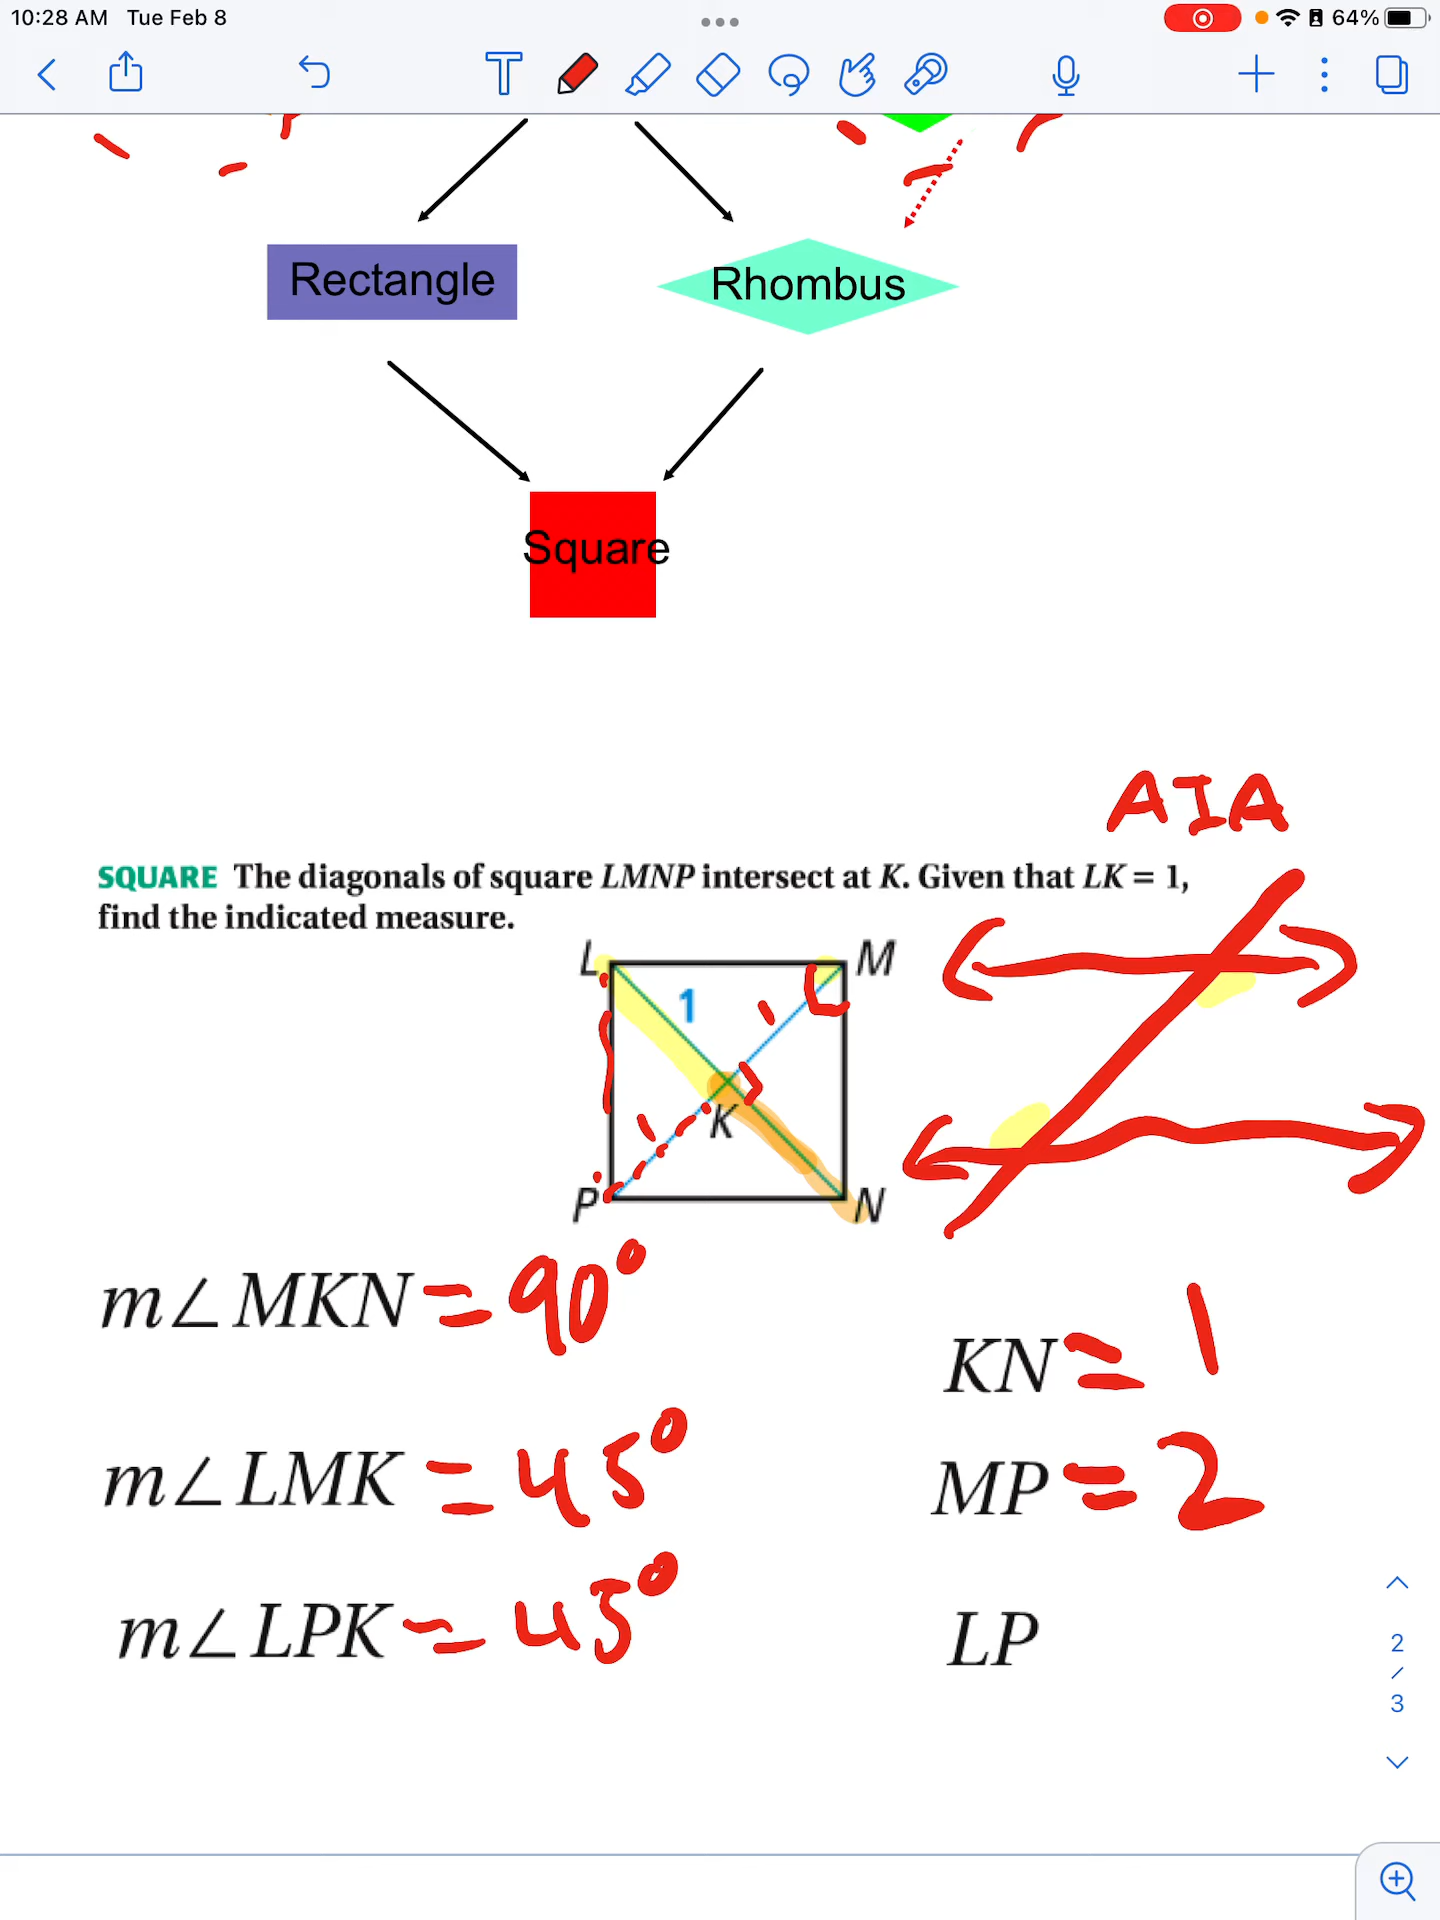 10:28 AM Tue Feb 8
64%
Rectangle
Rhombus
Square
AIA
SQUARE The diagonals of square LMNP intersect at K. Given that LK = 1,
find the indicated measure.
L
M
1
K
P
N
m∠MKN = 90°
KN = 1
m∠LMK = 45°
MP = 2
m∠LPK = 45°
LP
2
/
3